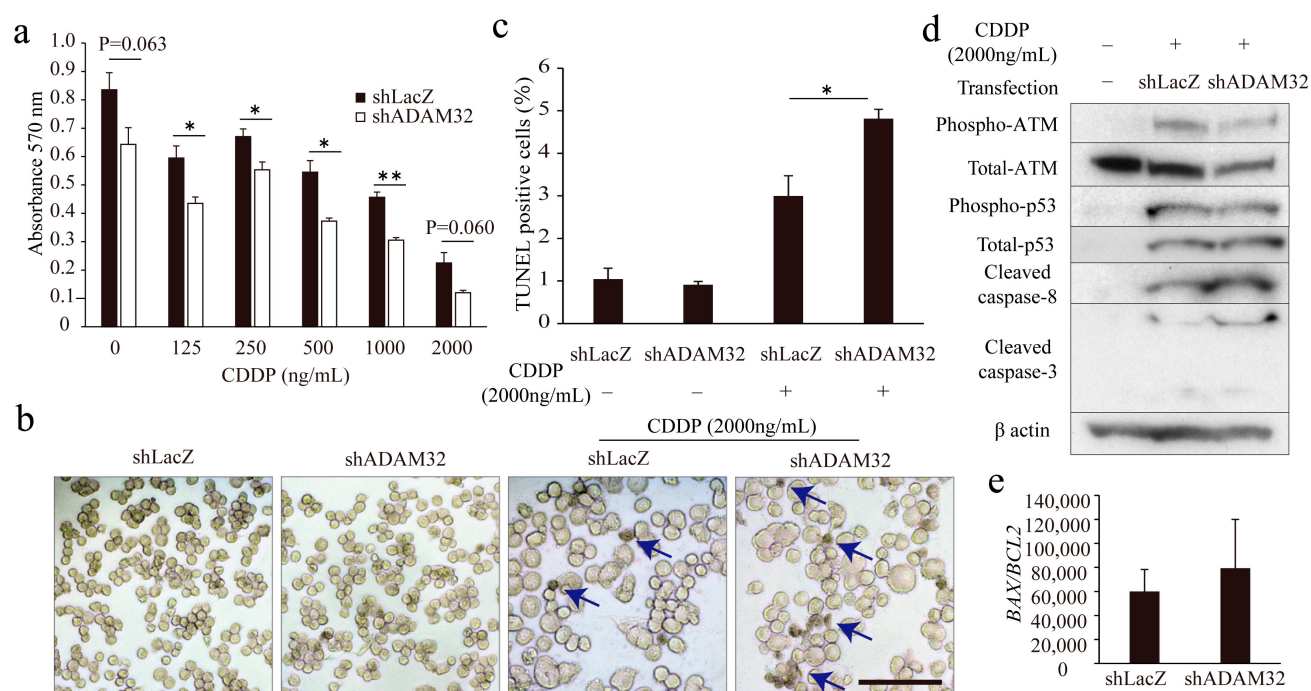 a
P=0.063
1.0
0.9
0.8
0.7
0.6
0.5
0.4
0.3
0.2
0.1
0
Absorbance 570 nm
shLacZ
shADAM32
*
*
*
**
P=0.060
0 125 250 500 1000 2000
CDDP (ng/mL)
c
6
5
4
3
2
1
0
TUNEL positive cells (%)
*
shLacZ shADAM32 shLacZ shADAM32
CDDP
(2000ng/mL) – – + +
d
CDDP
(2000ng/mL) – + +
Transfection – shLacZ shADAM32
Phospho-ATM
Total-ATM
Phospho-p53
Total-p53
Cleaved
caspase-8
Cleaved
caspase-3
β actin
b
CDDP (2000ng/mL)
shLacZ shADAM32 shLacZ shADAM32
e
140,000
120,000
100,000
80,000
60,000
40,000
20,000
0
BAX/BCL2
shLacZ shADAM32